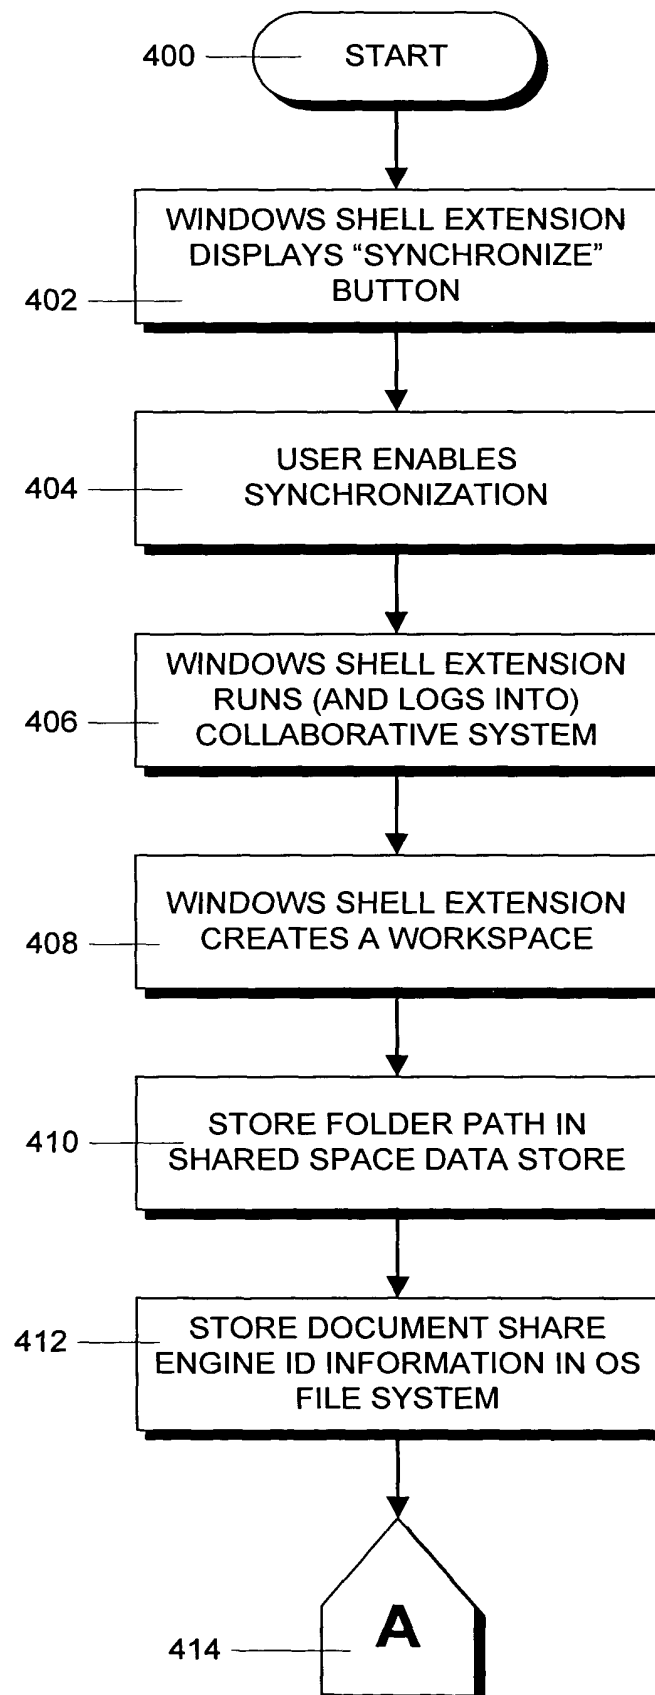 400
START
WINDOWS SHELL EXTENSION
DISPLAYS “SYNCHRONIZE”
BUTTON
402
USER ENABLES
SYNCHRONIZATION
404
WINDOWS SHELL EXTENSION
RUNS (AND LOGS INTO)
COLLABORATIVE SYSTEM
406
WINDOWS SHELL EXTENSION
CREATES A WORKSPACE
408
STORE FOLDER PATH IN
SHARED SPACE DATA STORE
410
STORE DOCUMENT SHARE
ENGINE ID INFORMATION IN OS
FILE SYSTEM
412
A
414